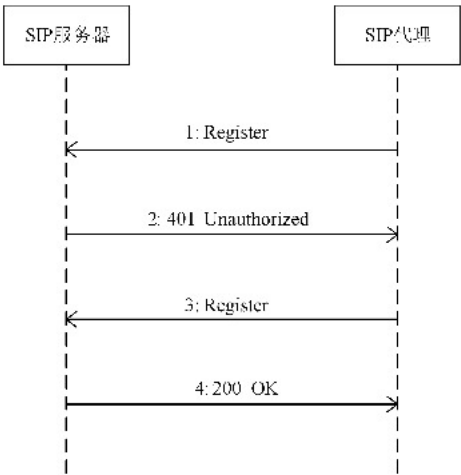 SIP服务器
SIP代理
1: Register
2: 401 Unauthorized
3: Register
4: 200 OK